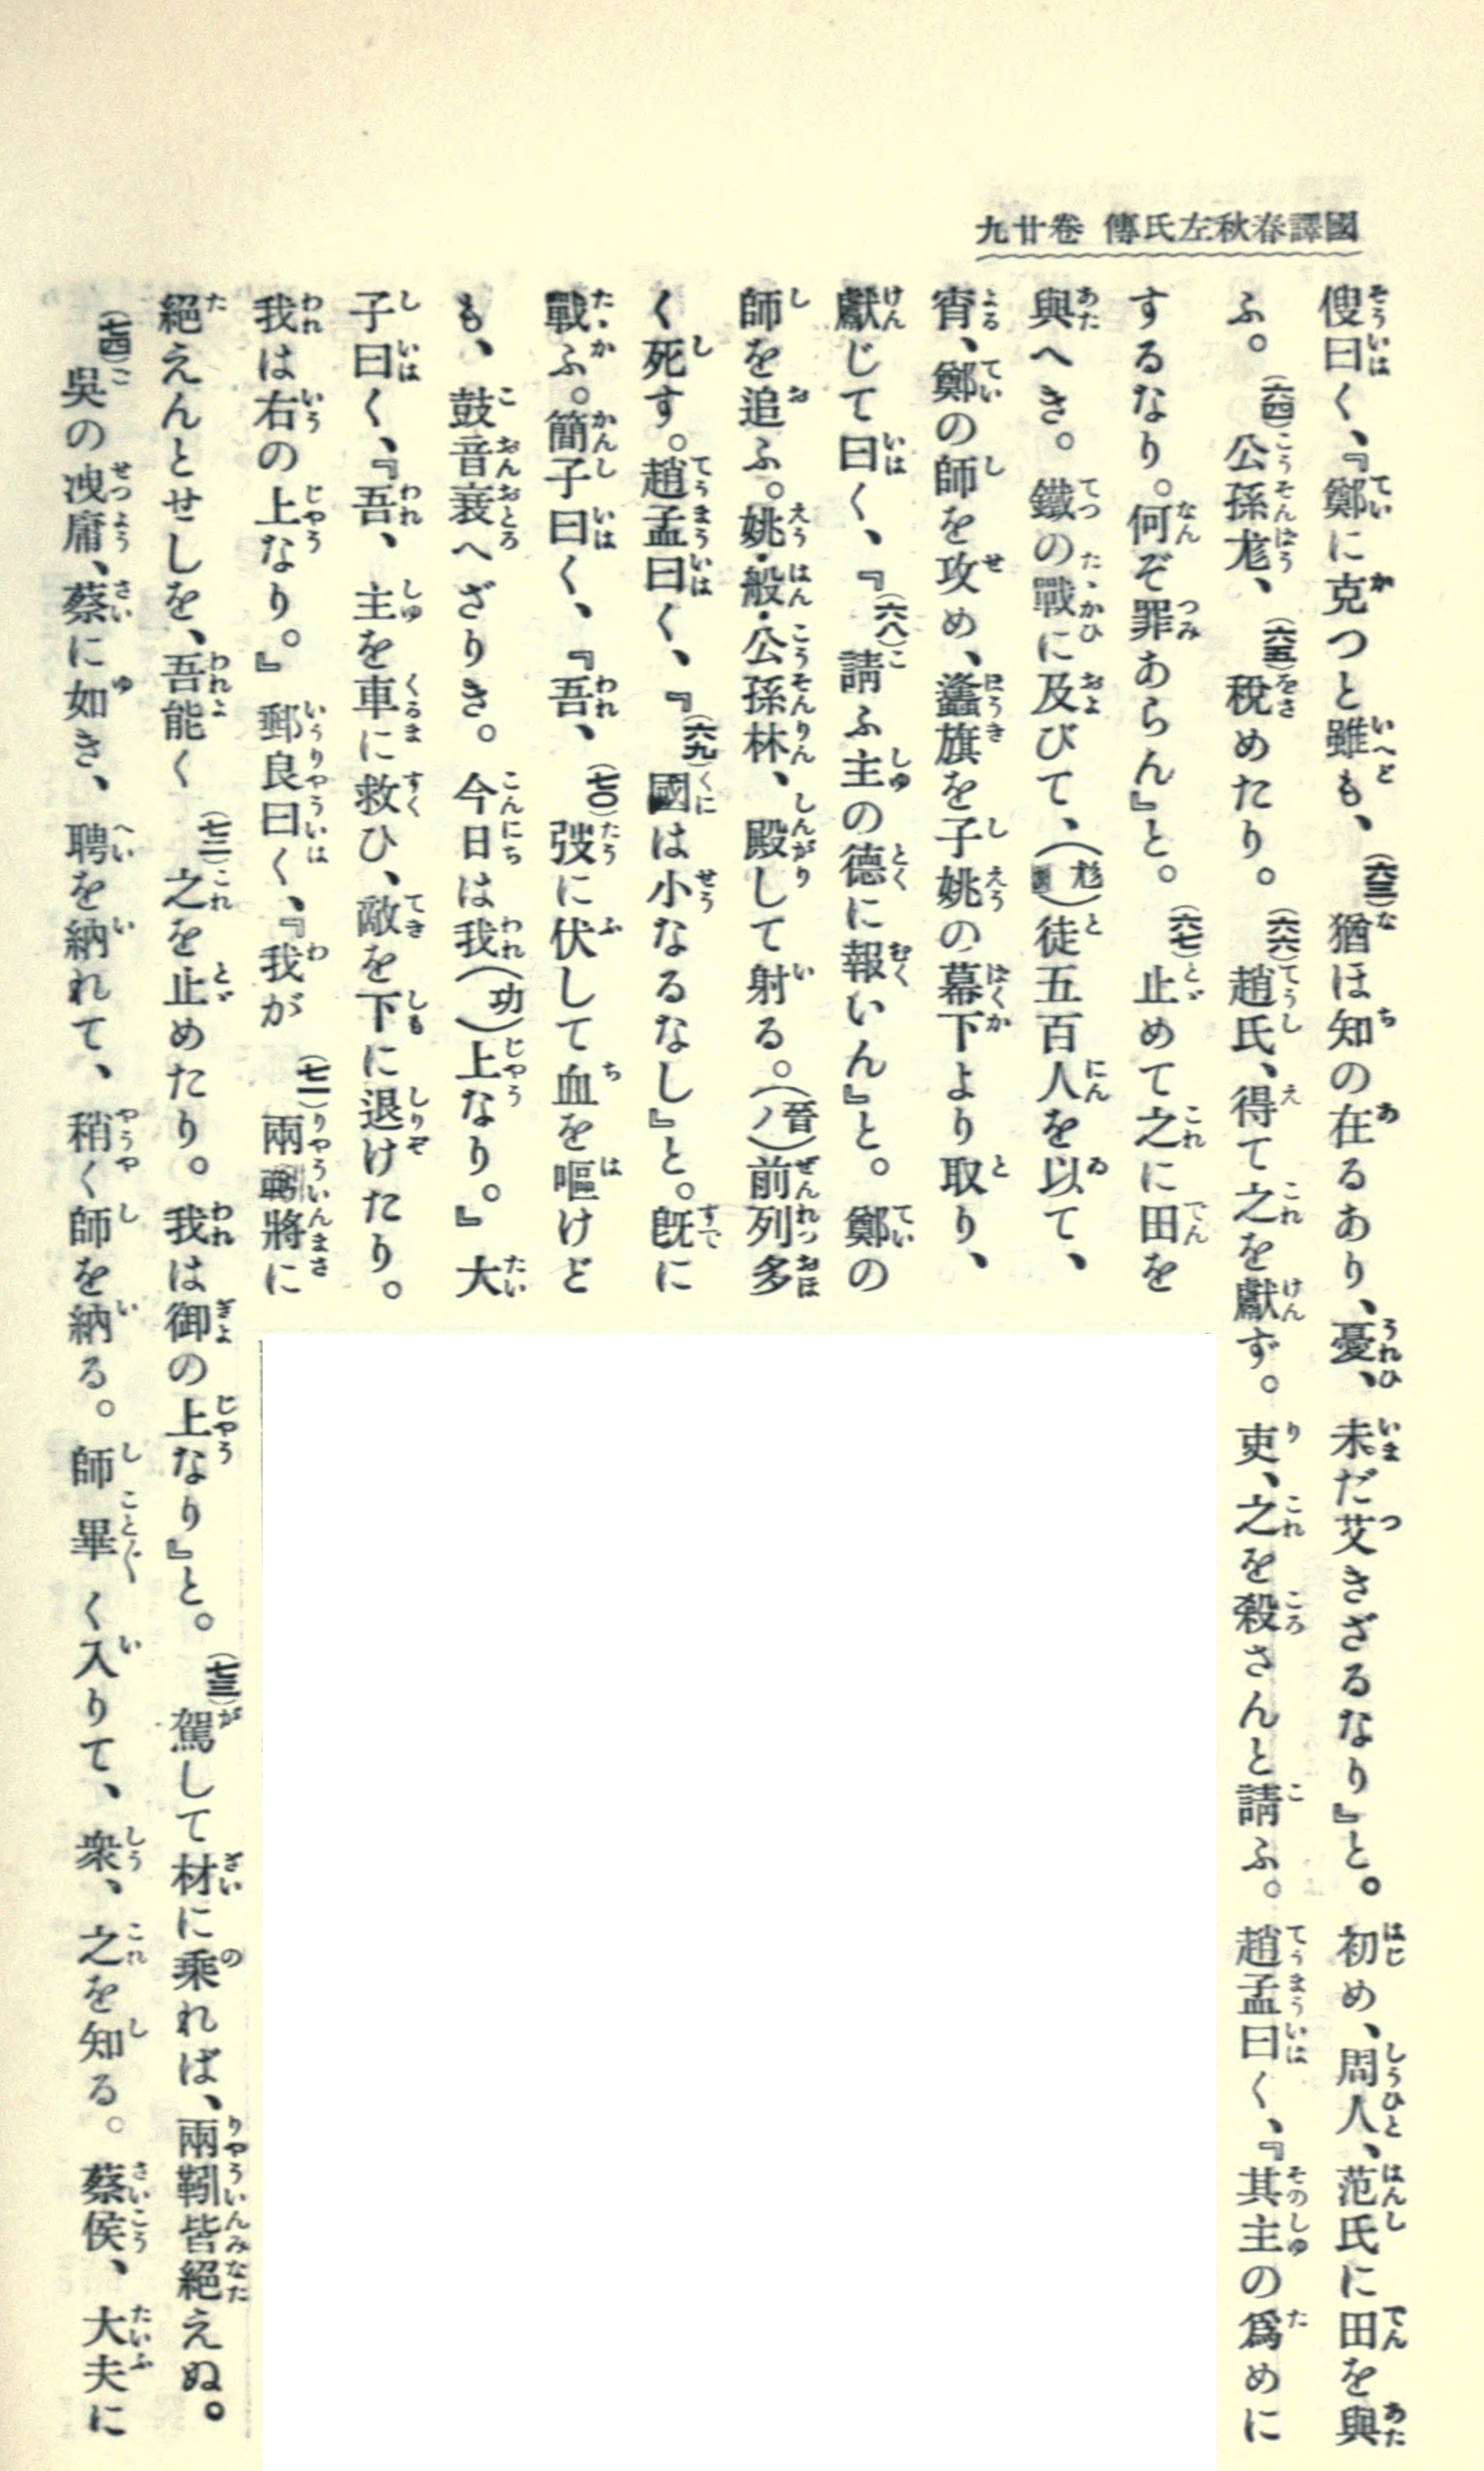 國譯春秋左氏傳 卷廿九
傁曰く、『鄭に克つと雖も、(六三)猶ほ知の在るあり、憂、未だ艾きざるなり』と。初め、周人、范氏に田を與
ふ。(六四)公孫尨、(六五)稅めたり。(六六)趙氏、得て之を獻ず。吏、之を殺さんと請ふ。趙孟曰く、『其主の爲めに
するなり。何ぞ罪あらん』と。(六七)止めて之に田を
與へき。鐵の戰に及びて、(尨)徒五百人を以て、
宵、鄭の師を攻め、蠭旗を子姚の幕下より取り、
獻じて曰く、『(六八)請ふ主の德に報いん』と。鄭の
師を追ふ。姚・般・公孫林、殿して射る。(晉ノ)前列多
く死す。趙孟曰く、『(六九)國は小なるなし』と。旣に
戰ふ。簡子曰く、『吾、(七〇)弢に伏して血を嘔けど
も、鼓音衰へざりき。今日は我(功)上なり。』大
子曰く、『吾、主を車に救ひ、敵を下に退けたり。
我は右の上なり。』郵良曰く、『我が(七一)兩靷將に
絕えんとせしを、吾能く(七二)之を止めたり。我は御の上なり』と。(七三)駕して材に乘れば、兩靷皆絕えぬ。
(七四)吳の洩庸、蔡に如き、聘を納れて、稍く師を納る。師畢く入りて、衆、之を知る。蔡侯、大夫に